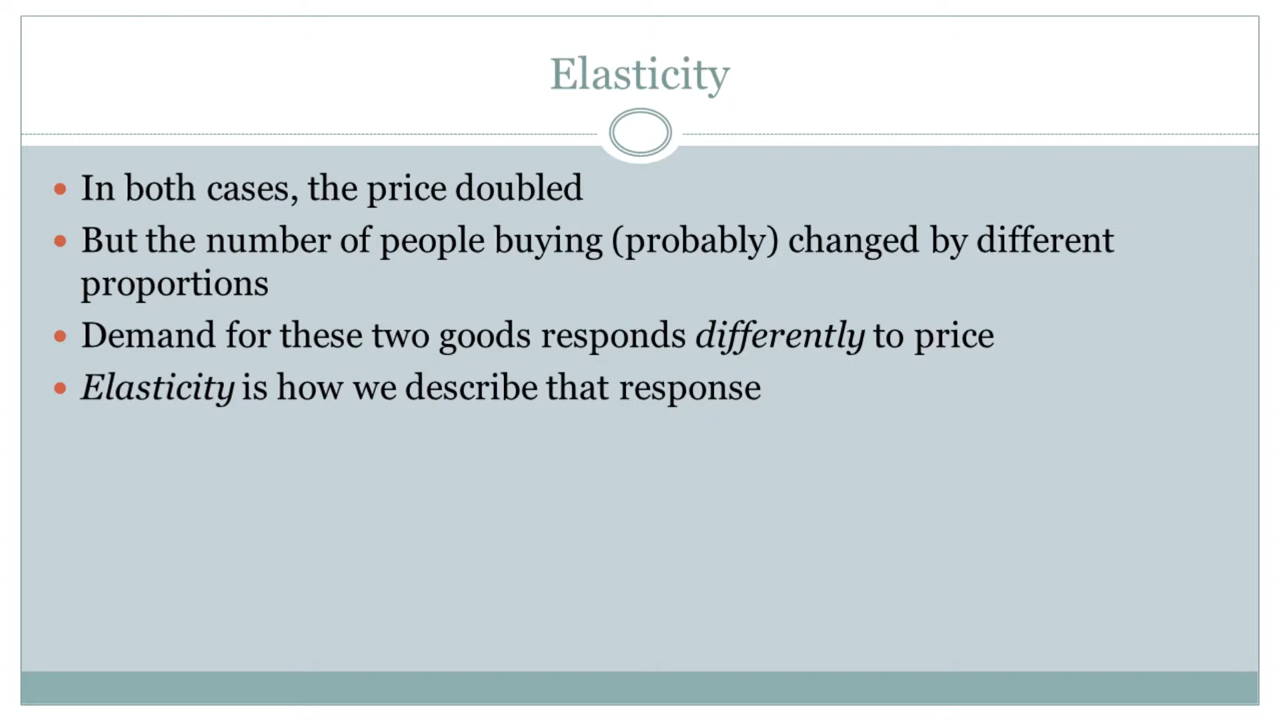 Elasticity
In both cases, the price doubled
But the number of people buying (probably) changed by different
proportions
Demand for these two goods responds differently to price
Elasticity is how we describe that response